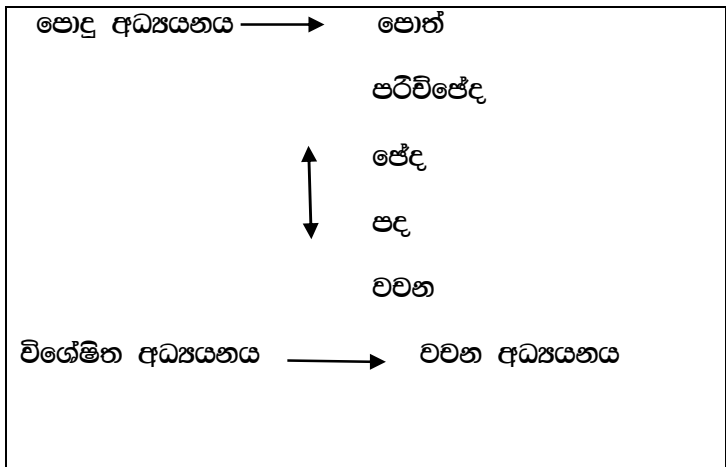 පොදු අධ්‍යයනය පොත්
පරිච්ඡේද
ඡේද
පද
වචන
විශේෂිත අධ්‍යයනය වචන අධ්‍යයනය